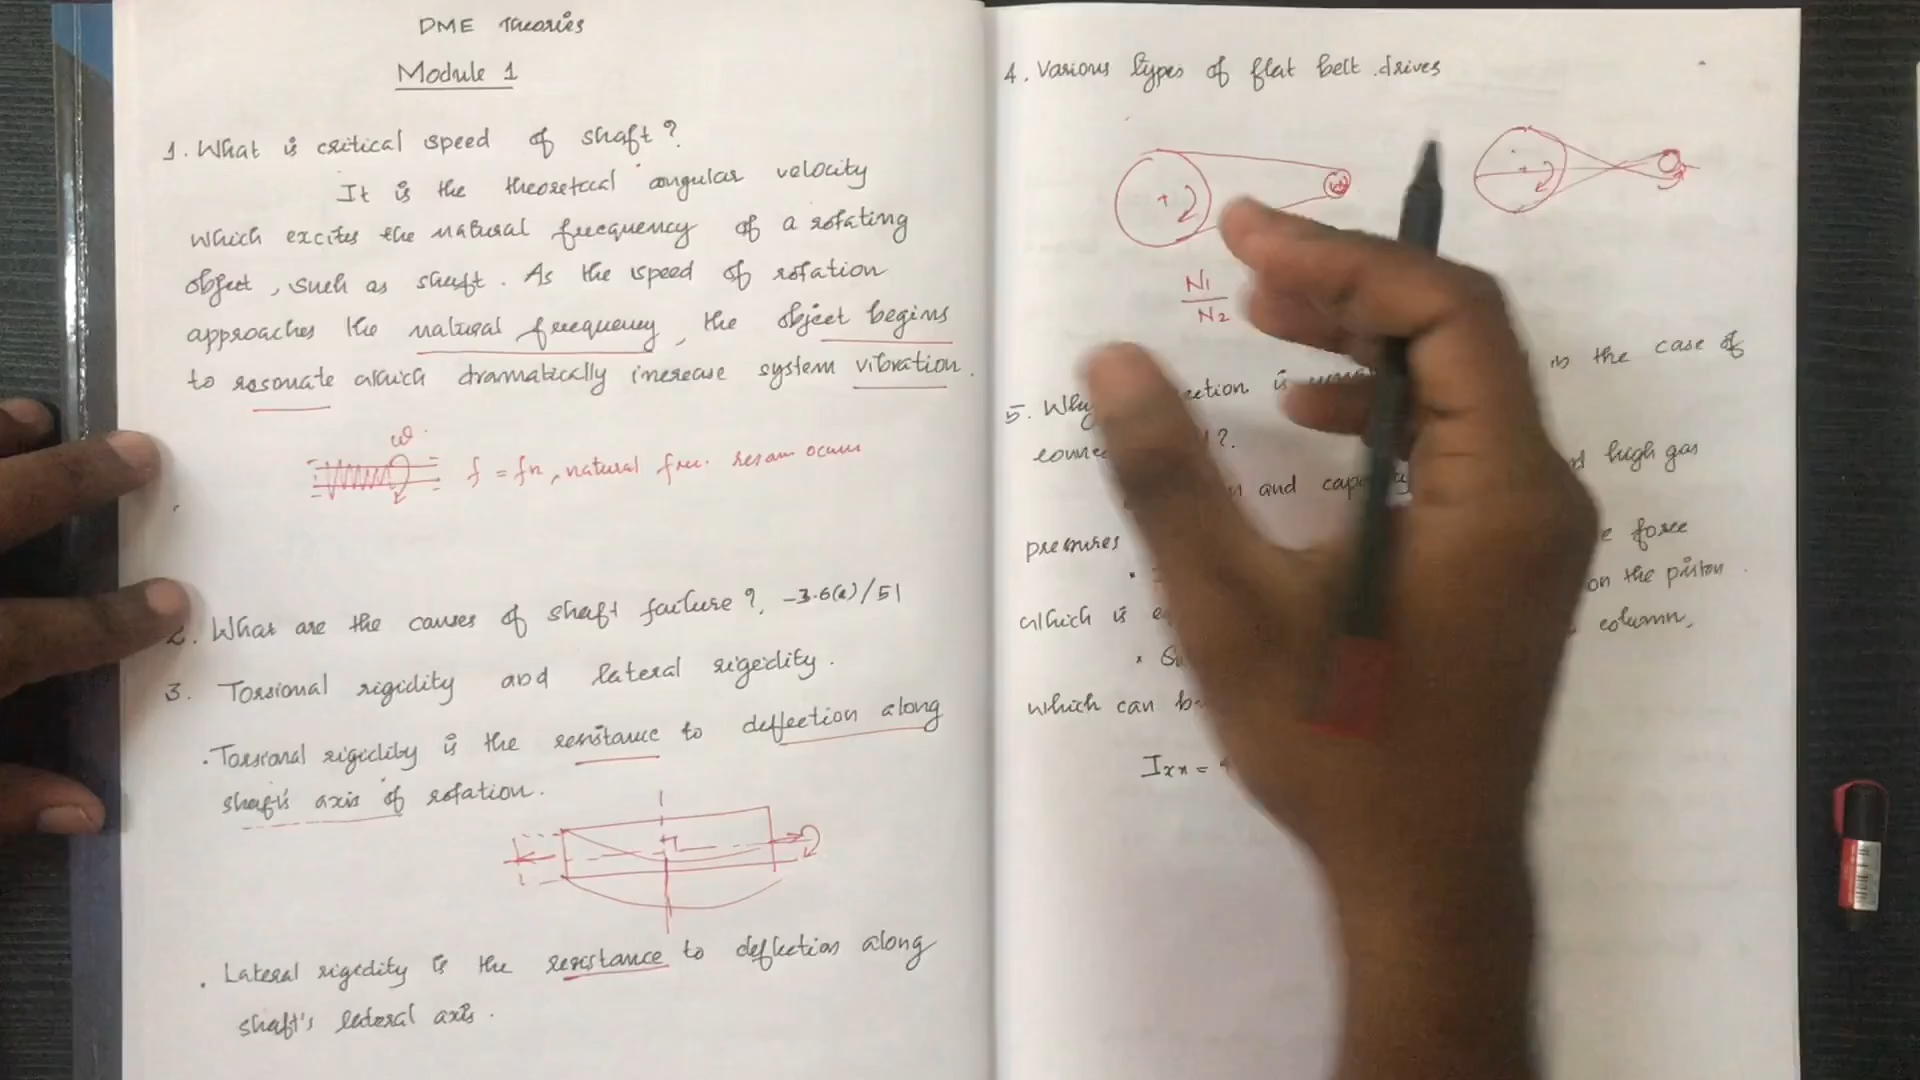 DME Theories
Module 1
1. What is critical speed of shaft?
It is the theoretical angular velocity
which excites the natural frequency of a rotating
object, such as shaft. As the speed of rotation
approaches the natural frequency, the object begins
to resonate which dramatically increase system vibration.
ω
f = fn, natural freq. reson occurs
2. What are the causes of shaft failure?, -3.6(a)/51
3. Torsional rigidity and lateral rigidity.
. Torsional rigidity is the resistance to deflection along
shaft's axis of rotation.
. Lateral rigidity is the resistance to deflection along
shaft's lederal axis.
4. Various types of flat belt drives
N1
N2
5. Why is in the case of
?.
and high gas
pressures force
on the piston.
which is column,
which can be
Ixx = 4